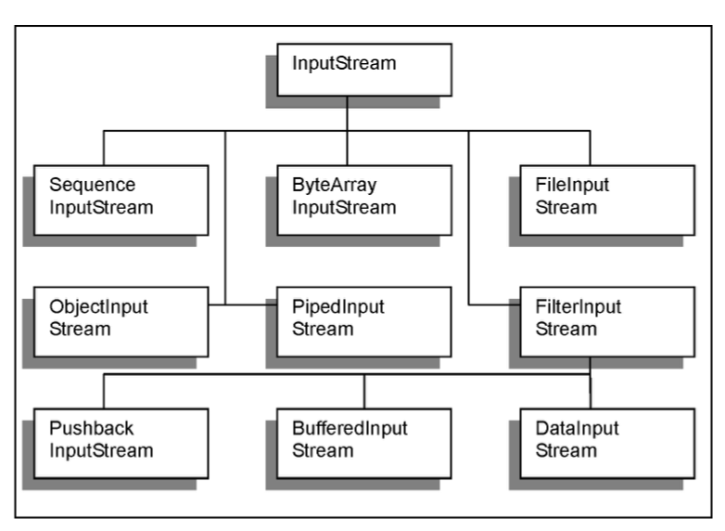 InputStream
Sequence
InputStream
ByteArray
InputStream
FileInput
Stream
ObjectInput
Stream
PipedInput
Stream
FilterInput
Stream
Pushback
InputStream
BufferedInput
Stream
DataInput
Stream